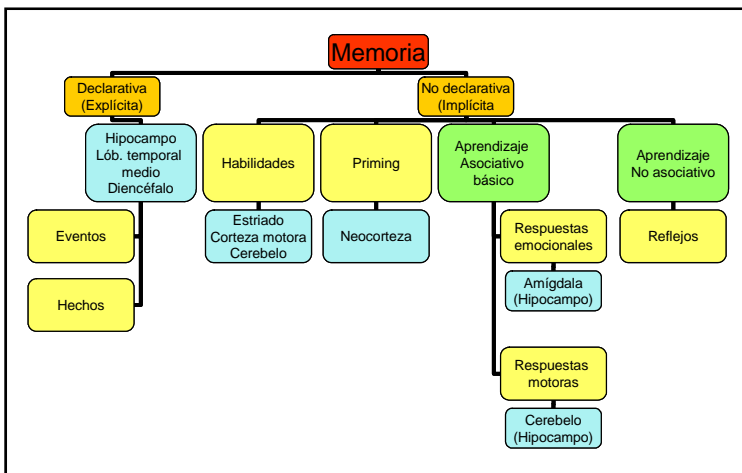 Memoria
Declarativa
(Explícita)
No declarativa
(Implícita
Hipocampo
Lób. temporal
medio
Diencéfalo
Habilidades
Priming
Aprendizaje
Asociativo
básico
Aprendizaje
No asociativo
Eventos
Estriado
Corteza motora
Cerebelo
Neocorteza
Respuestas
emocionales
Reflejos
Amígdala
(Hipocampo)
Hechos
Respuestas
motoras
Cerebelo
(Hipocampo)